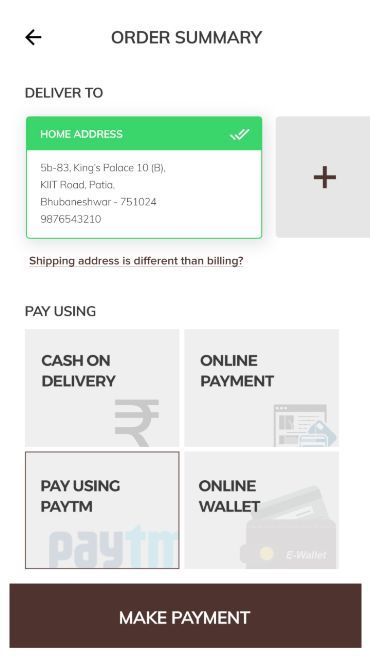 ORDER SUMMARY
DELIVER TO
HOME ADDRESS
5b-83, King's Palace 10 (B),
KIIT Road, Patia,
Bhubaneshwar - 751024
9876543210
+
Shipping address is different than billing?
PAY USING
CASH ON
DELIVERY
₹
ONLINE
PAYMENT
PAY USING
PAYTM
paytm
ONLINE
WALLET
E-Wallet
MAKE PAYMENT